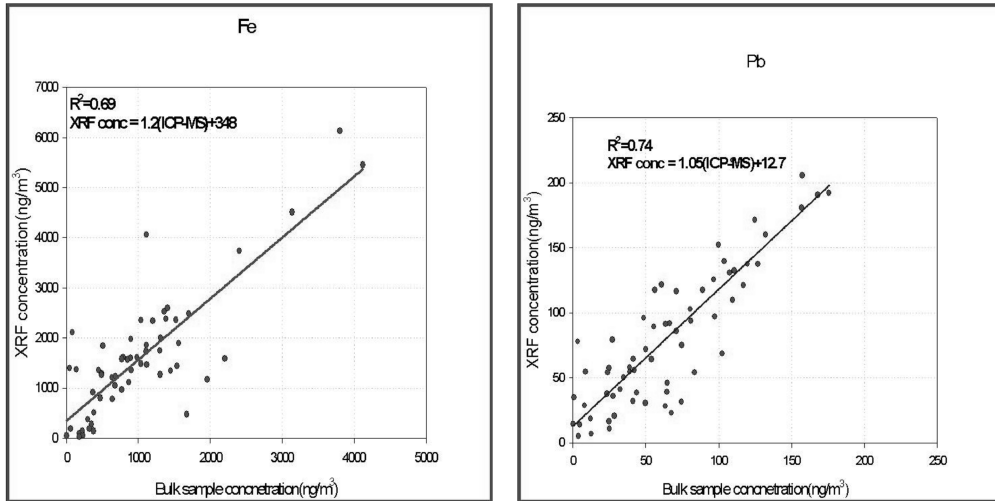 Fe
7000
6000
5000
4000
3000
2000
1000
0
R²=0.69
XRF conc = 1.2(ICP-MS)+348
XRF concentration(ng/m³)
0 1000 2000 3000 4000 5000
Bulk sample concnetration(ng/m³)
Pb
250
200
150
100
50
0
R²=0.74
XRF conc = 1.05(ICP-MS)+12.7
XRF concentration(ng/m³)
0 50 100 150 200 250
Bulk sample concnetration(ng/m³)